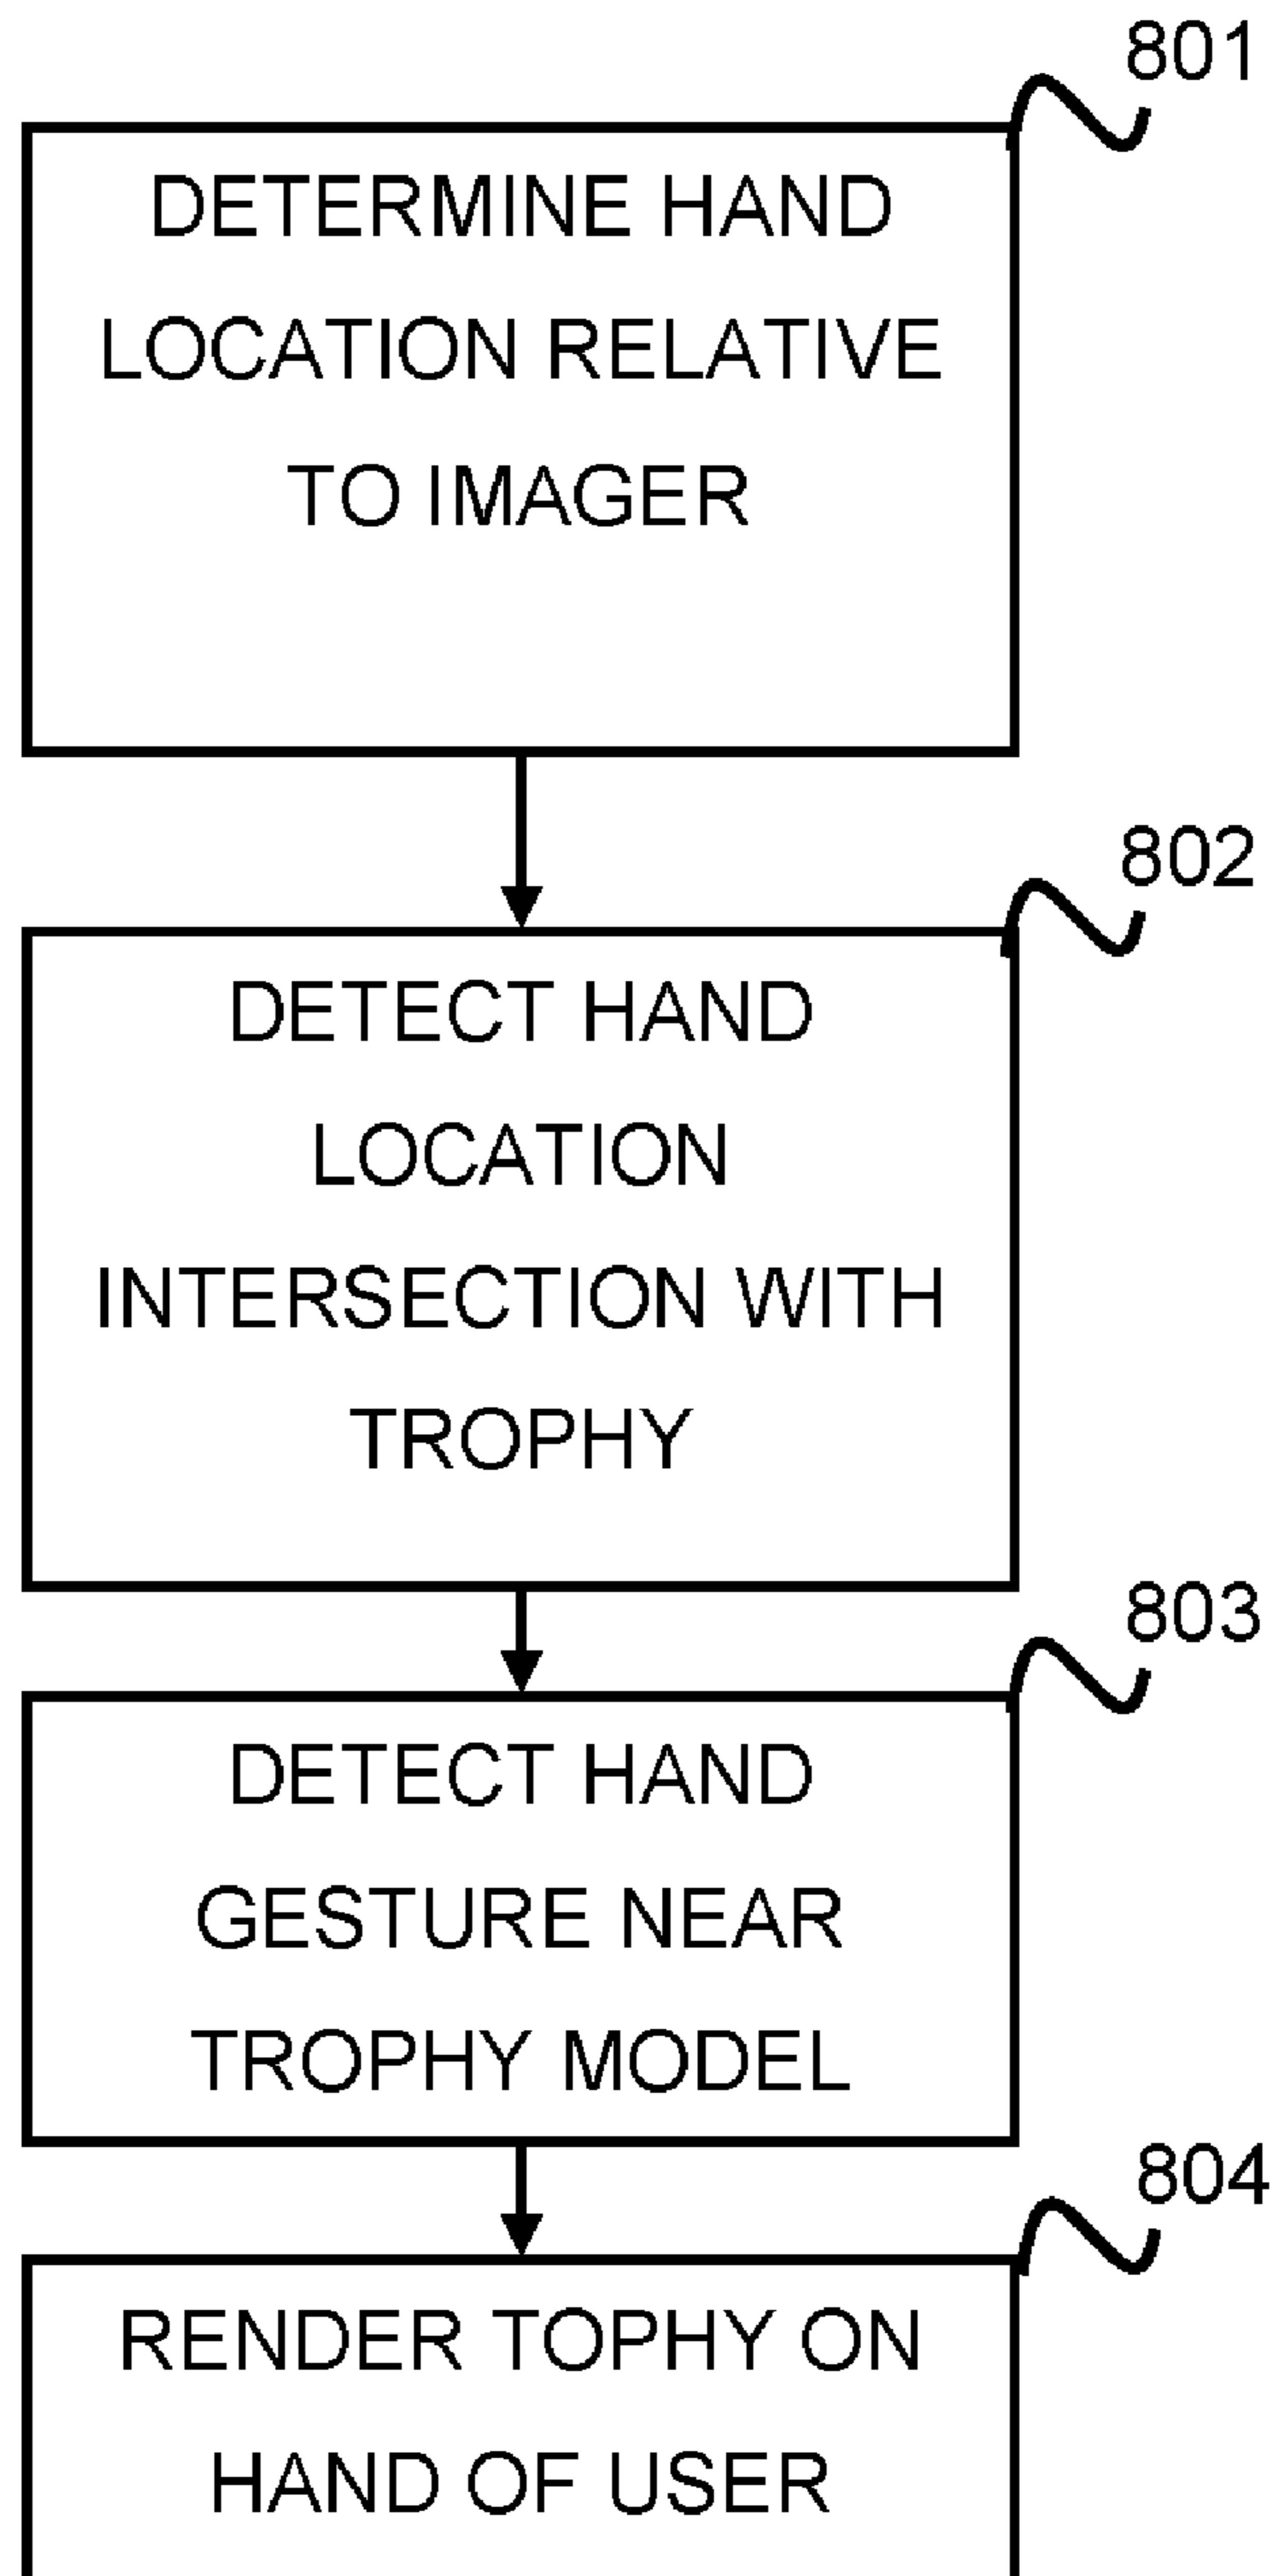 801
DETERMINE HAND
LOCATION RELATIVE
TO IMAGER
802
DETECT HAND
LOCATION
INTERSECTION WITH
TROPHY
803
DETECT HAND
GESTURE NEAR
TROPHY MODEL
804
RENDER TOPHY ON
HAND OF USER